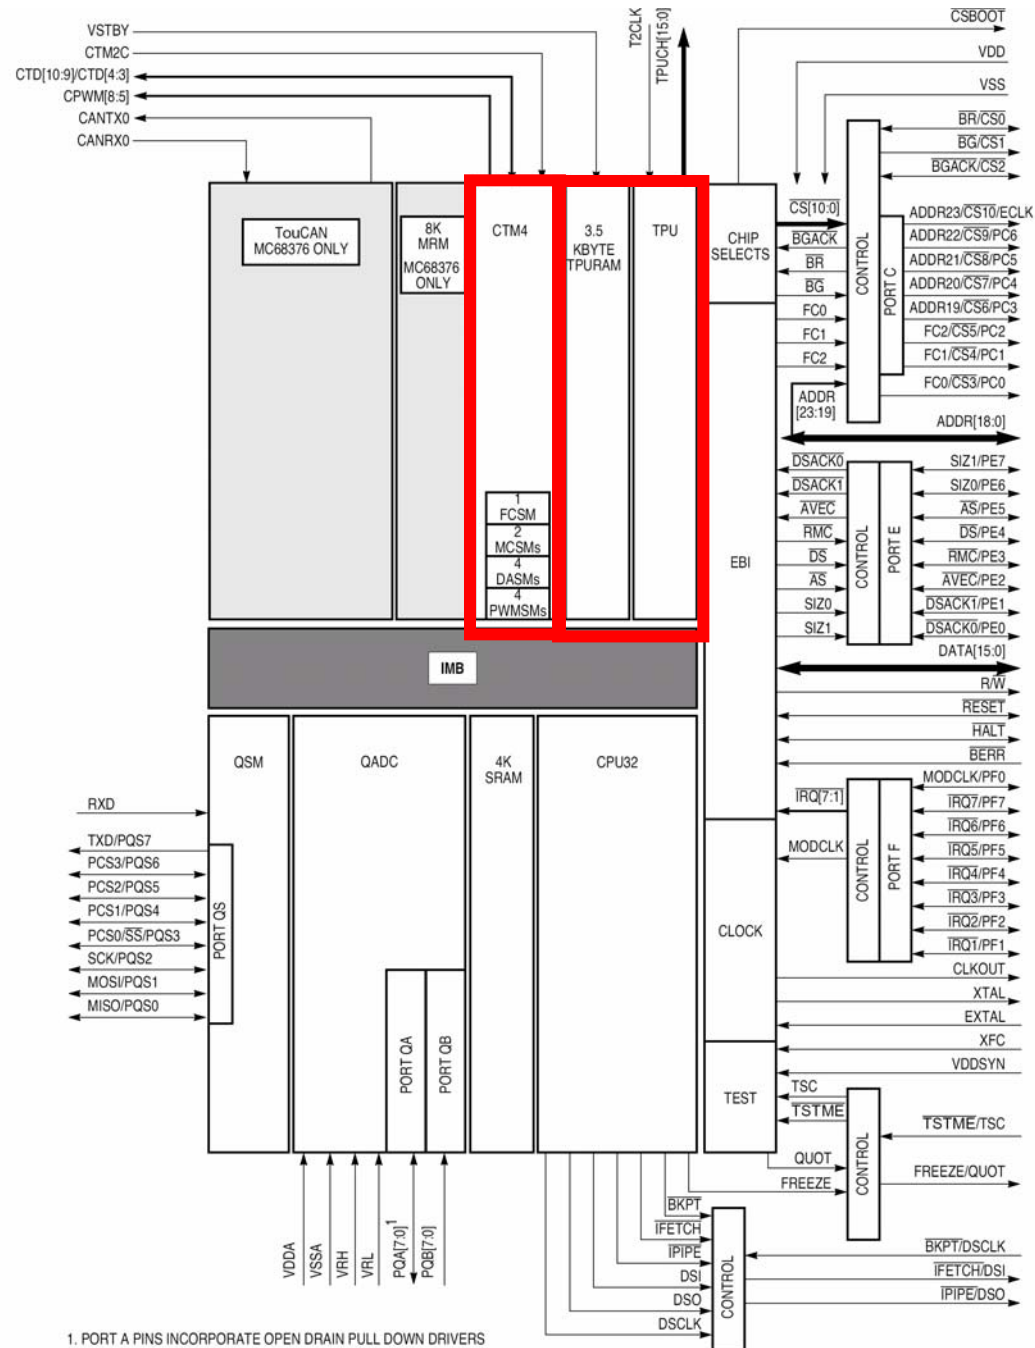 VSTBY
CTM2C
CTD[10:9]/CTD[4:3]
CPWM[8:5]
CANTX0
CANRX0
T2CLK
TPUCH[15:0]
CSBOOT
VDD
VSS
TouCAN
MC68376 ONLY
8K
MRM
MC68376
ONLY
CTM4
1
FCSM
2
MCSMs
4
DASMs
4
PWMSMs
3.5
KBYTE
TPURAM
TPU
CHIP
SELECTS
CS[10:0]
BGACK
BR
BG
FC0
FC1
FC2
ADDR
[23:19]
CONTROL
PORT C
BR/CS0
BG/CS1
BGACK/CS2
ADDR23/CS10/ECLK
ADDR22/CS9/PC6
ADDR21/CS8/PC5
ADDR20/CS7/PC4
ADDR19/CS6/PC3
FC2/CS5/PC2
FC1/CS4/PC1
FC0/CS3/PC0
ADDR[18:0]
EBI
DSACK0
DSACK1
AVEC
RMC
DS
AS
SIZ0
SIZ1
CONTROL
PORT E
SIZ1/PE7
SIZ0/PE6
AS/PE5
DS/PE4
RMC/PE3
AVEC/PE2
DSACK1/PE1
DSACK0/PE0
DATA[15:0]
R/W
RESET
HALT
BERR
IMB
IRQ[7:1]
MODCLK
CONTROL
PORT F
MODCLK/PF0
IRQ7/PF7
IRQ6/PF6
IRQ5/PF5
IRQ4/PF4
IRQ3/PF3
IRQ2/PF2
IRQ1/PF1
CLOCK
CLKOUT
XTAL
EXTAL
XFC
VDDSYN
TEST
TSC
TSTME
QUOT
FREEZE
CONTROL
TSTME/TSC
FREEZE/QUOT
QSM
QADC
4K
SRAM
CPU32
RXD
TXD/PQS7
PCS3/PQS6
PCS2/PQS5
PCS1/PQS4
PCS0/SS/PQS3
SCK/PQS2
MOSI/PQS1
MISO/PQS0
PORT QS
PORT QA
PORT QB
VDDA
VSSA
VRH
VRL
PQA[7:0]1
PQB[7:0]
BKPT
IFETCH
IPIPE
DSI
DSO
DSCLK
CONTROL
BKPT/DSCLK
IFETCH/DSI
IPIPE/DSO
1. PORT A PINS INCORPORATE OPEN DRAIN PULL DOWN DRIVERS